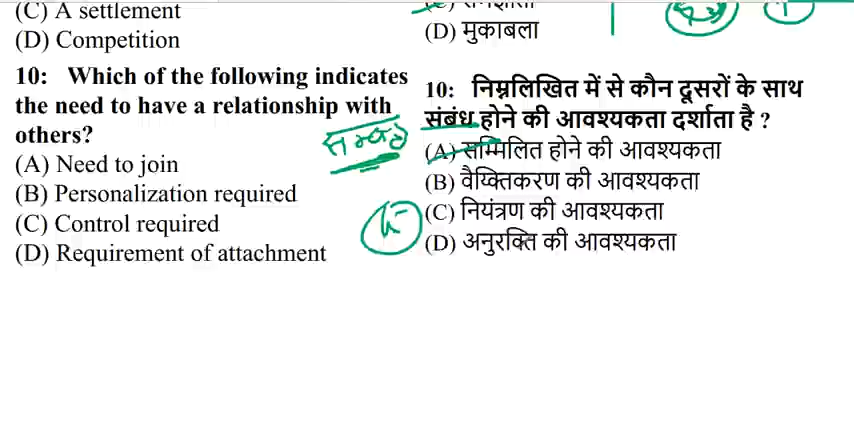 (C) A settlement
(D) Competition
(D) मुकाबला
10: Which of the following indicates
the need to have a relationship with
others?
(A) Need to join
(B) Personalization required
(C) Control required
(D) Requirement of attachment
10: निम्नलिखित में से कौन दूसरों के साथ
संबंध होने की आवश्यकता दर्शाता है ?
(A) सम्मिलित होने की आवश्यकता
(B) वैय्क्तिकरण की आवश्यकता
(C) नियंत्रण की आवश्यकता
(D) अनुरक्ति की आवश्यकता